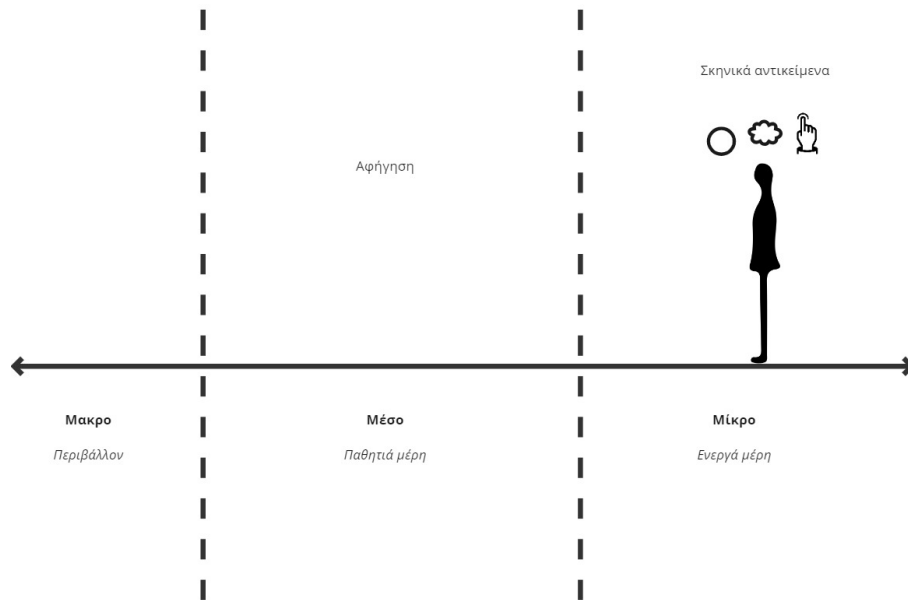 Σκηνικά αντικείμενα
Αφήγηση
Μακρο
Μέσο
Μίκρο
Περιβάλλον
Παθητιά μέρη
Ενεργά μέρη